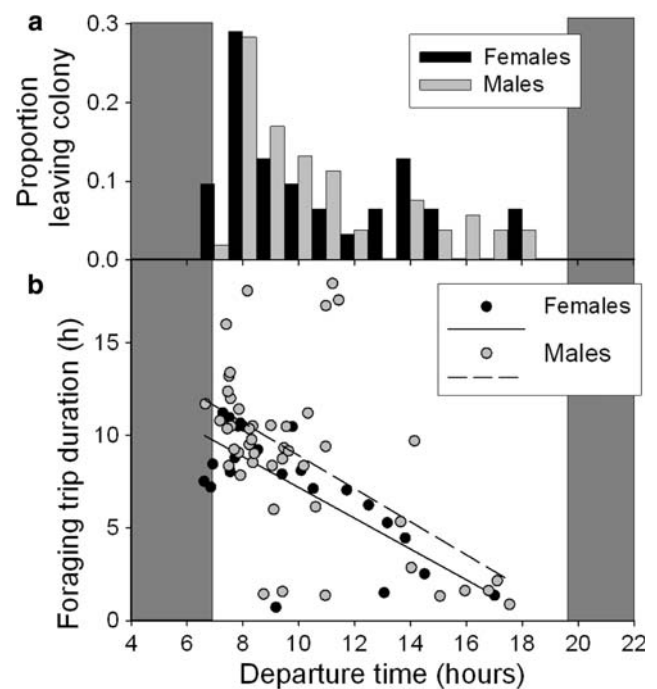 a
0.3
0.2
0.1
0.0
Proportion
leaving colony
Females
Males
b
15
10
5
0
Foraging trip duration (h)
Females
Males
4 6 8 10 12 14 16 18 20 22
Departure time (hours)